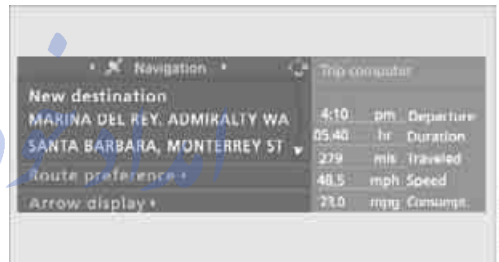 Navigation
New destination
MARINA DEL REY, ADMIRALTY WA
SANTA BARBARA, MONTERREY ST
Route preference
Arrow display
Trip computer
4:10 pm Departure
05.40 hr Duration
279 mls Traveled
48.5 mph Speed
23.0 mpg Consumpt.